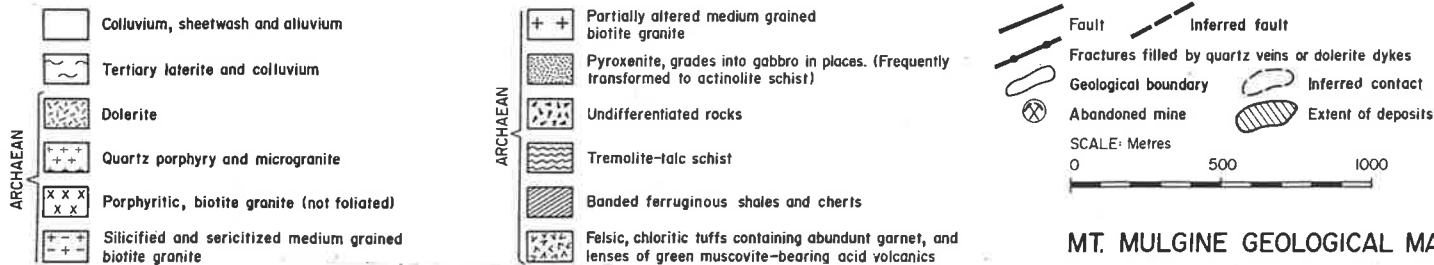 Colluvium, sheetwash and alluvium
Tertiary laterite and colluvium
ARCHAEAN
Dolerite
Quartz porphyry and microgranite
Porphyritic, biotite granite (not foliated)
Silicified and sericitized medium grained
biotite granite
ARCHAEAN
Partially altered medium grained
biotite granite
Pyroxenite, grades into gabbro in places. (Frequently
transformed to actinolite schist)
Undifferentiated rocks
Tremolite-talc schist
Banded ferruginous shales and cherts
Felsic, chloritic tuffs containing abundunt garnet, and
lenses of green muscovite-bearing acid volcanics
Fault Inferred fault
Fractures filled by quartz veins or dolerite dykes
Geological boundary Inferred contact
Abandoned mine Extent of deposits
SCALE: Metres
0 500 1000
MT. MULGINE GEOLOGICAL MA